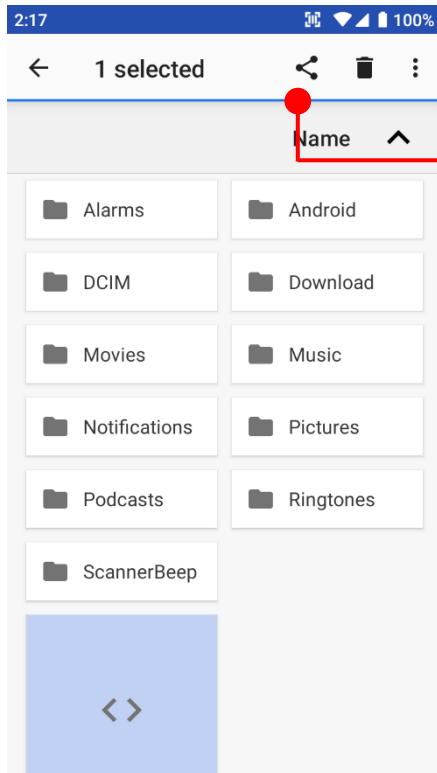 2:17 100%
1 selected
Name
Alarms Android
DCIM Download
Movies Music
Notifications Pictures
Podcasts Ringtones
ScannerBeep